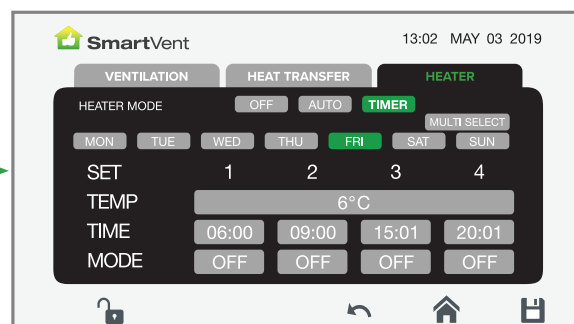 SmartVent 13:02 MAY 03 2019
VENTILATION HEAT TRANSFER HEATER
HEATER MODE OFF AUTO TIMER
MULTI SELECT
MON TUE WED THU FRI SAT SUN
SET 1 2 3 4
TEMP 6°C
TIME 06:00 09:00 15:01 20:01
MODE OFF OFF OFF OFF